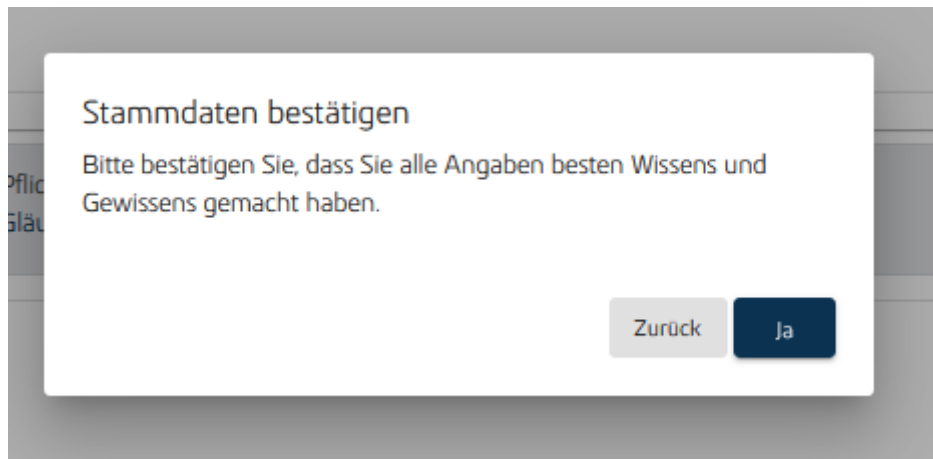 Stammdaten bestätigen
Bitte bestätigen Sie, dass Sie alle Angaben besten Wissens und
Gewissens gemacht haben.
Zurück
Ja